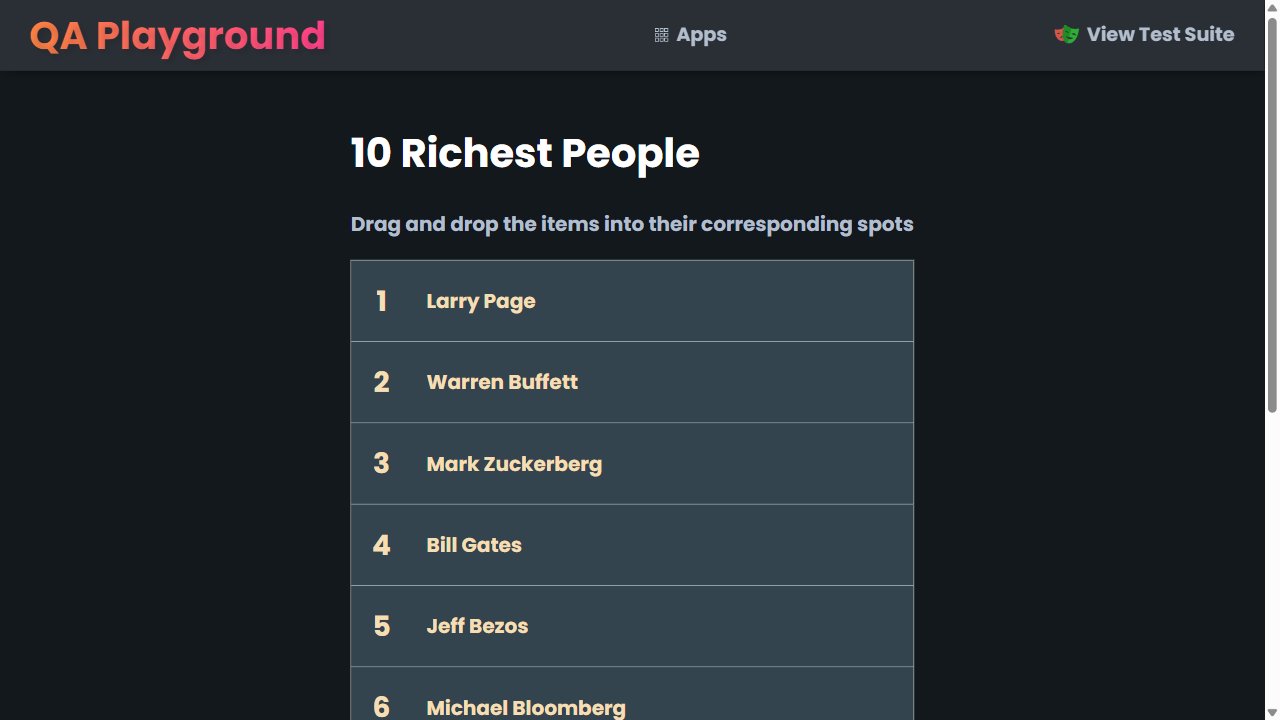 QA Playground
Apps
View Test Suite
10 Richest People
Drag and drop the items into their corresponding spots
1 Larry Page
2 Warren Buffett
3 Mark Zuckerberg
4 Bill Gates
5 Jeff Bezos
6 Michael Bloomberg